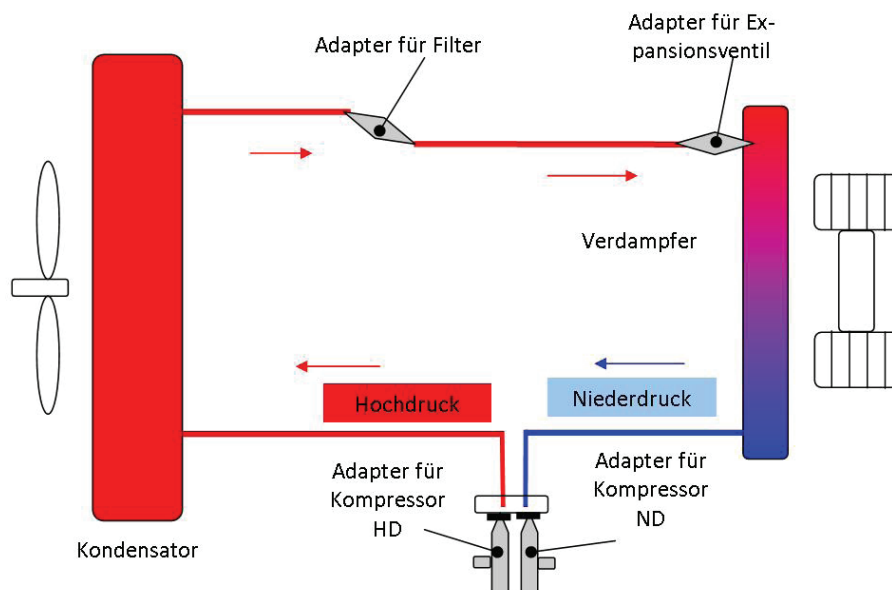 Adapter für Filter
Adapter für Ex-
pansionsventil
Verdampfer
Hochdruck
Niederdruck
Adapter für
Kompressor
HD
Adapter für
Kompressor
ND
Kondensator